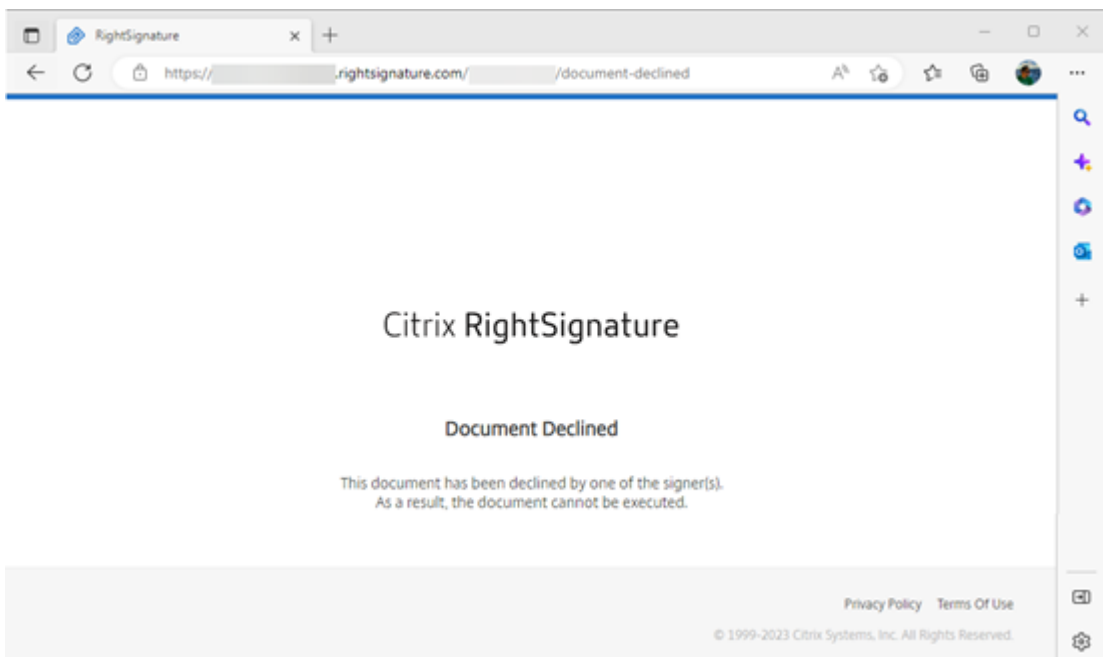 RightSignature
https:// .rightsignature.com/ /document-declined
Citrix RightSignature
Document Declined
This document has been declined by one of the signer(s).
As a result, the document cannot be executed.
Privacy Policy Terms Of Use
© 1999-2023 Citrix Systems, Inc. All Rights Reserved.